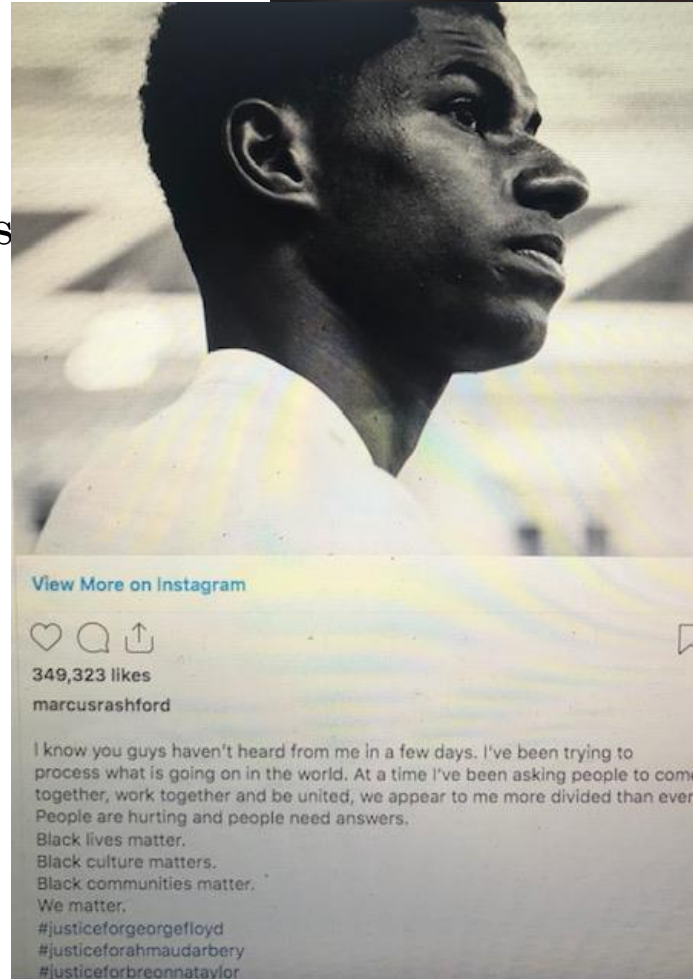 s
View More on Instagram
349,323 likes
marcusrashford
I know you guys haven't heard from me in a few days. I've been trying to
process what is going on in the world. At a time I've been asking people to come
together, work together and be united, we appear to me more divided than ever
People are hurting and people need answers.
Black lives matter.
Black culture matters.
Black communities matter.
We matter.
#justiceforgeorgefloyd
#justiceforahmaudarbery
#justiceforbreonnataylor